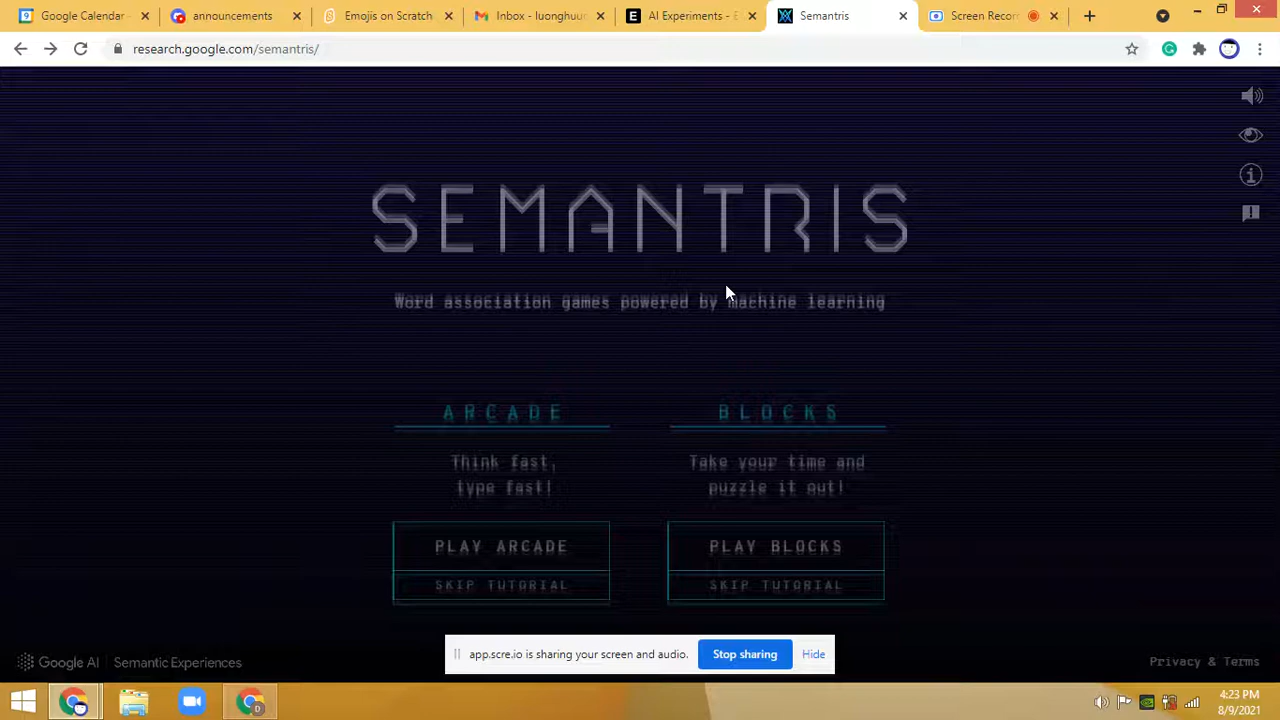 Google Calendar -
announcements
Emojis on Scratch
Inbox - luonghuur
AI Experiments - E
Semantris
Screen Recor
research.google.com/semantris/
SEMANTRIS
Word association games powered by machine learning
ARCADE
BLOCKS
Think fast,
type fast!
Take your time and
puzzle it out!
PLAY ARCADE
PLAY BLOCKS
SKIP TUTORIAL
SKIP TUTORIAL
app.scre.io is sharing your screen and audio.
Stop sharing
Hide
Google AI
Semantic Experiences
Privacy & Terms
4:23 PM
8/9/2021